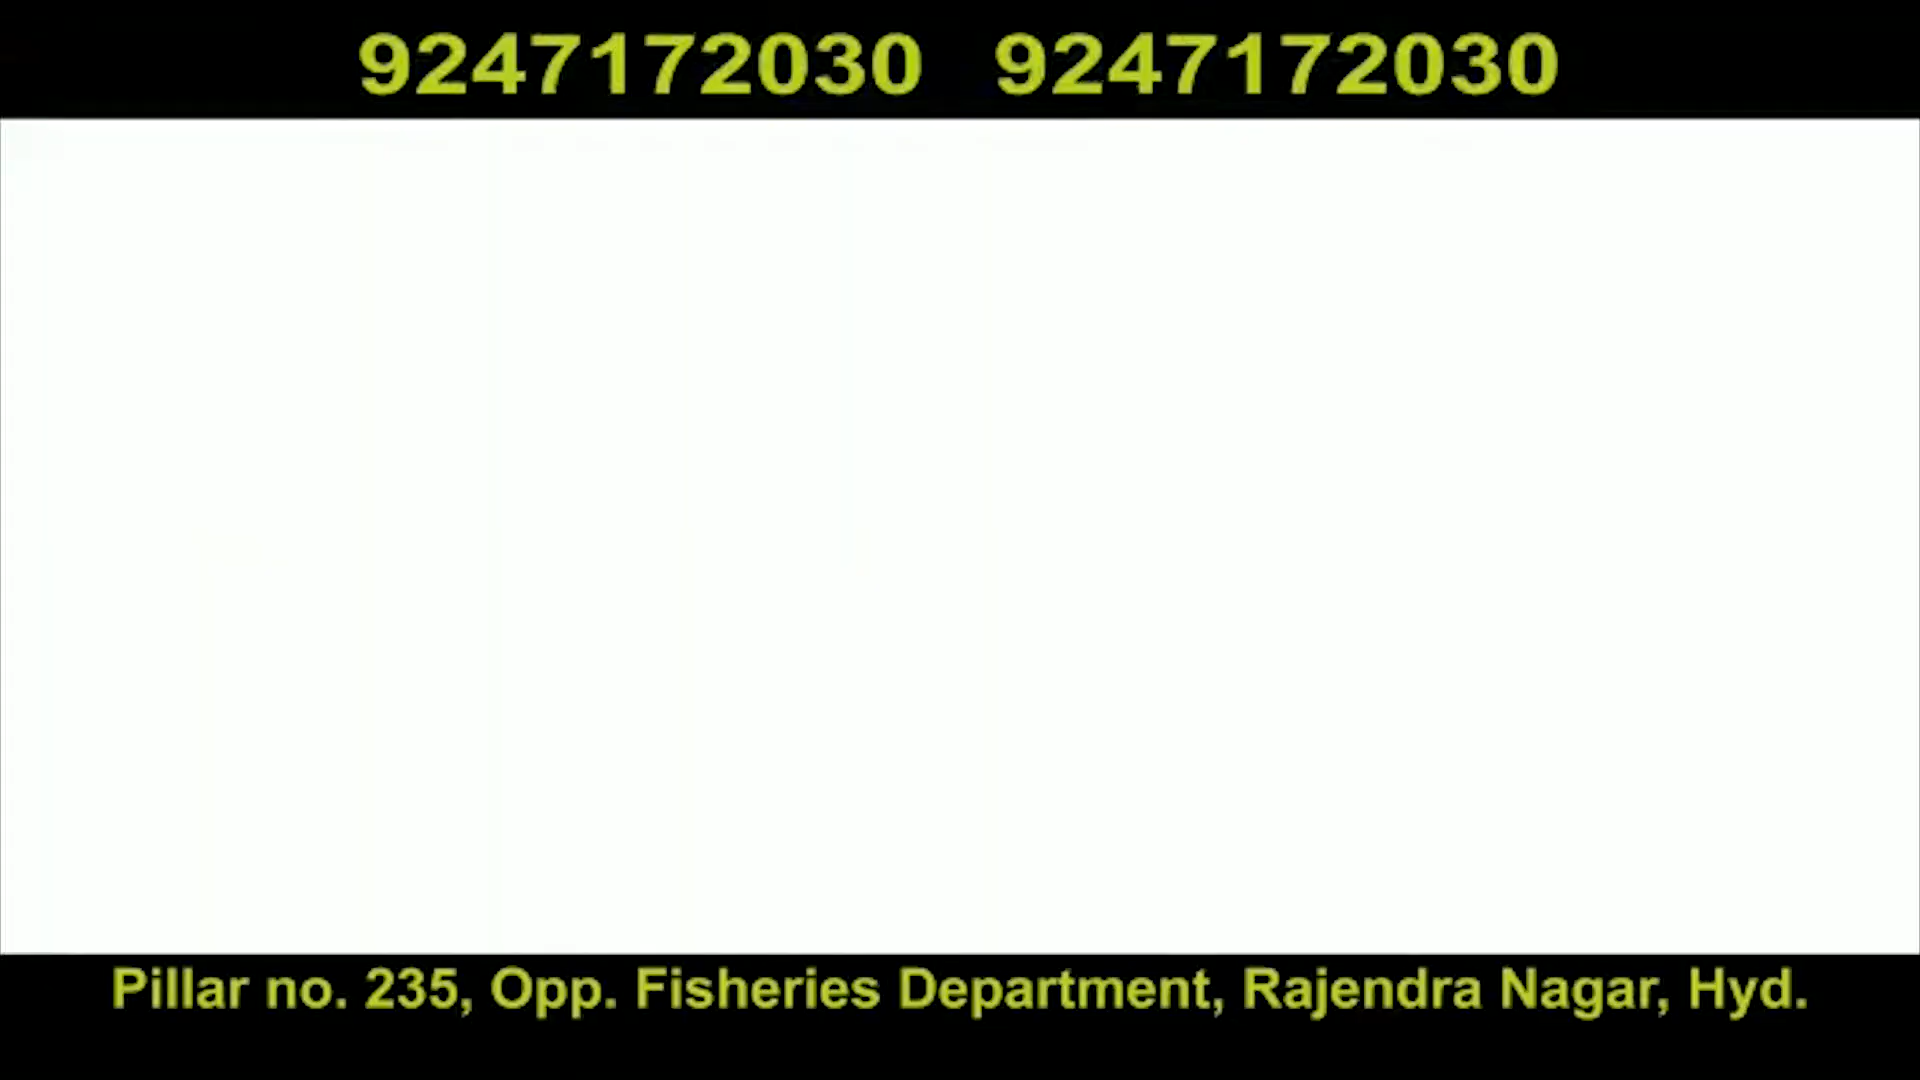 9247172030 9247172030
Pillar no. 235, Opp. Fisheries Department, Rajendra Nagar, Hyd.